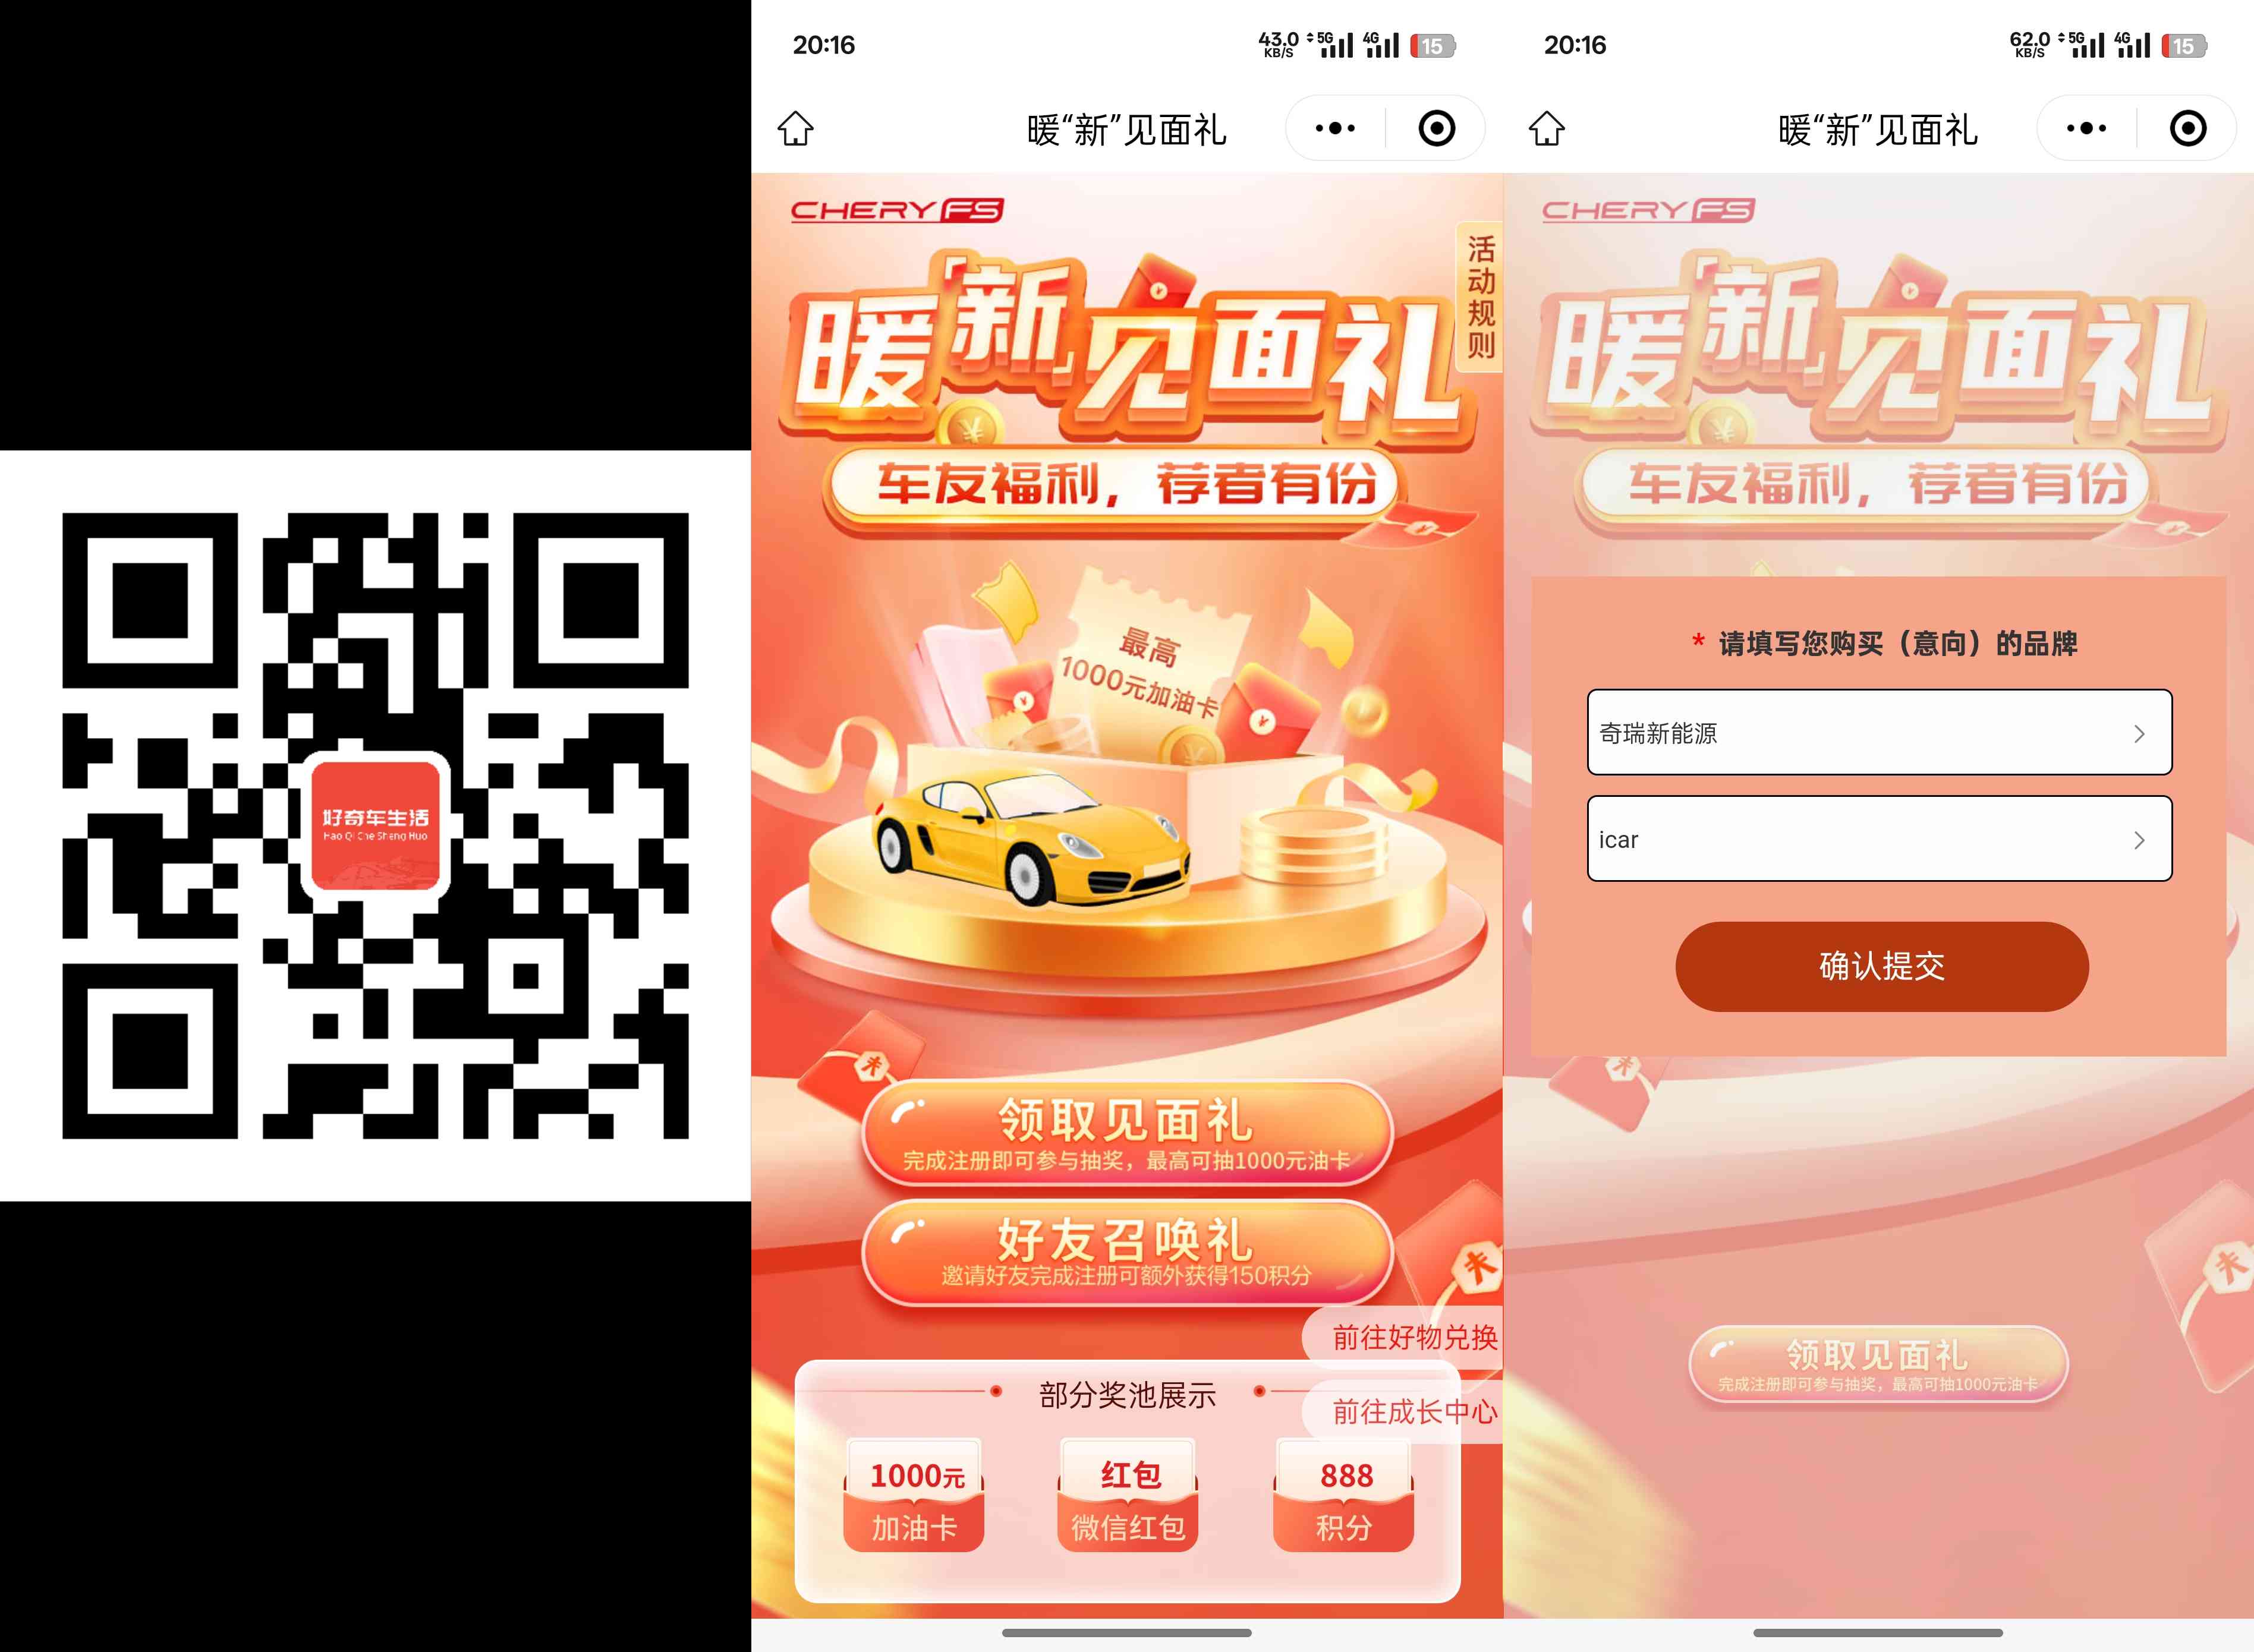 好奇车生活
Hao Qi Che Sheng Huo
20:16
43.0 KB/S 5G 4G 15
暖“新”见面礼
CHERY FS
活动规则
暖「新」见面礼
车友福利，荐者有份
最高
1000元加油卡
领取见面礼
完成注册即可参与抽奖，最高可抽1000元油卡
好友召唤礼
邀请好友完成注册可额外获得150积分
前往好物兑换
部分奖池展示
前往成长中心
1000元
加油卡
红包
微信红包
888
积分
20:16
62.0 KB/S 5G 4G 15
暖“新”见面礼
CHERY FS
暖「新」见面礼
车友福利，荐者有份
* 请填写您购买（意向）的品牌
奇瑞新能源
icar
确认提交
领取见面礼
完成注册即可参与抽奖，最高可抽1000元油卡